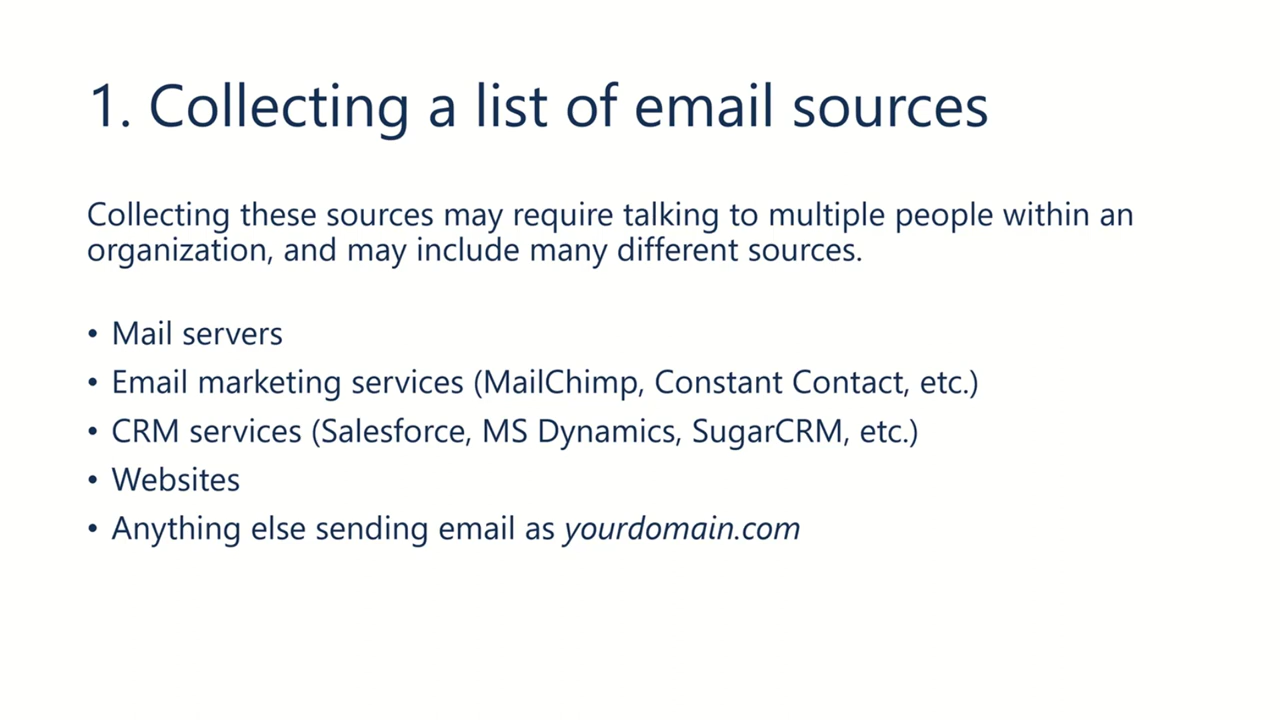 1. Collecting a list of email sources
Collecting these sources may require talking to multiple people within an
organization, and may include many different sources.
• Mail servers
• Email marketing services (MailChimp, Constant Contact, etc.)
• CRM services (Salesforce, MS Dynamics, SugarCRM, etc.)
• Websites
• Anything else sending email as yourdomain.com